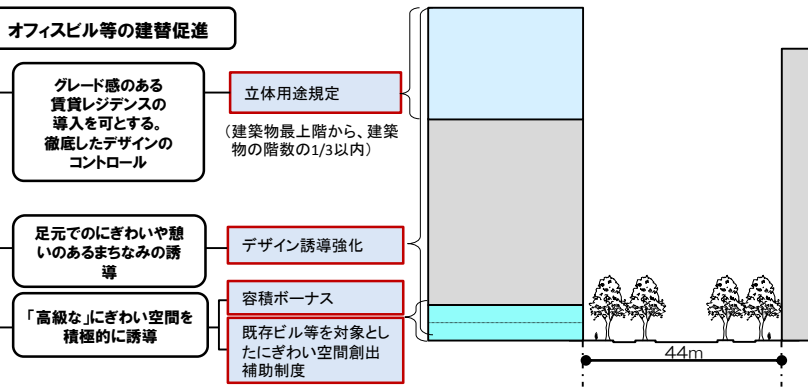 オフィスビル等の建替促進
グレード感のある
賃貸レジデンスの
導入を可とする。
徹底したデザインの
コントロール
立体用途規定
（建築物最上階から、建築
物の階数の1/3以内）
足元でのにぎわいや憩
いのあるまちなみの誘
導
デザイン誘導強化
「高級な」にぎわい空間を
積極的に誘導
容積ボーナス
既存ビル等を対象とし
たにぎわい空間創出
補助制度
44m